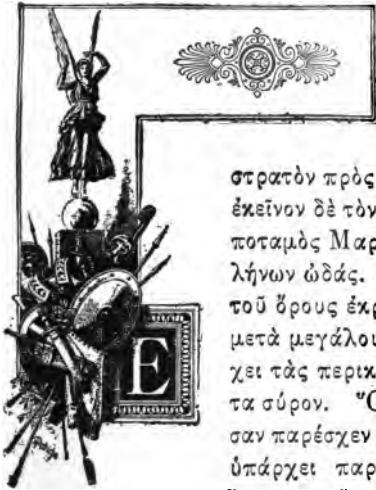 στρατὸν πρὸς
ἐκεῖνον δὲ τὸν
ποταμὸς Μαρ
λήνων ᾠδάς.
τοῦ ὄρους ἐκρ
μετὰ μεγάλου
Ε
χει τὰς περικ
τα σύρον. Ὅ
σαν παρέσχεν
ὑπάρχει παρ